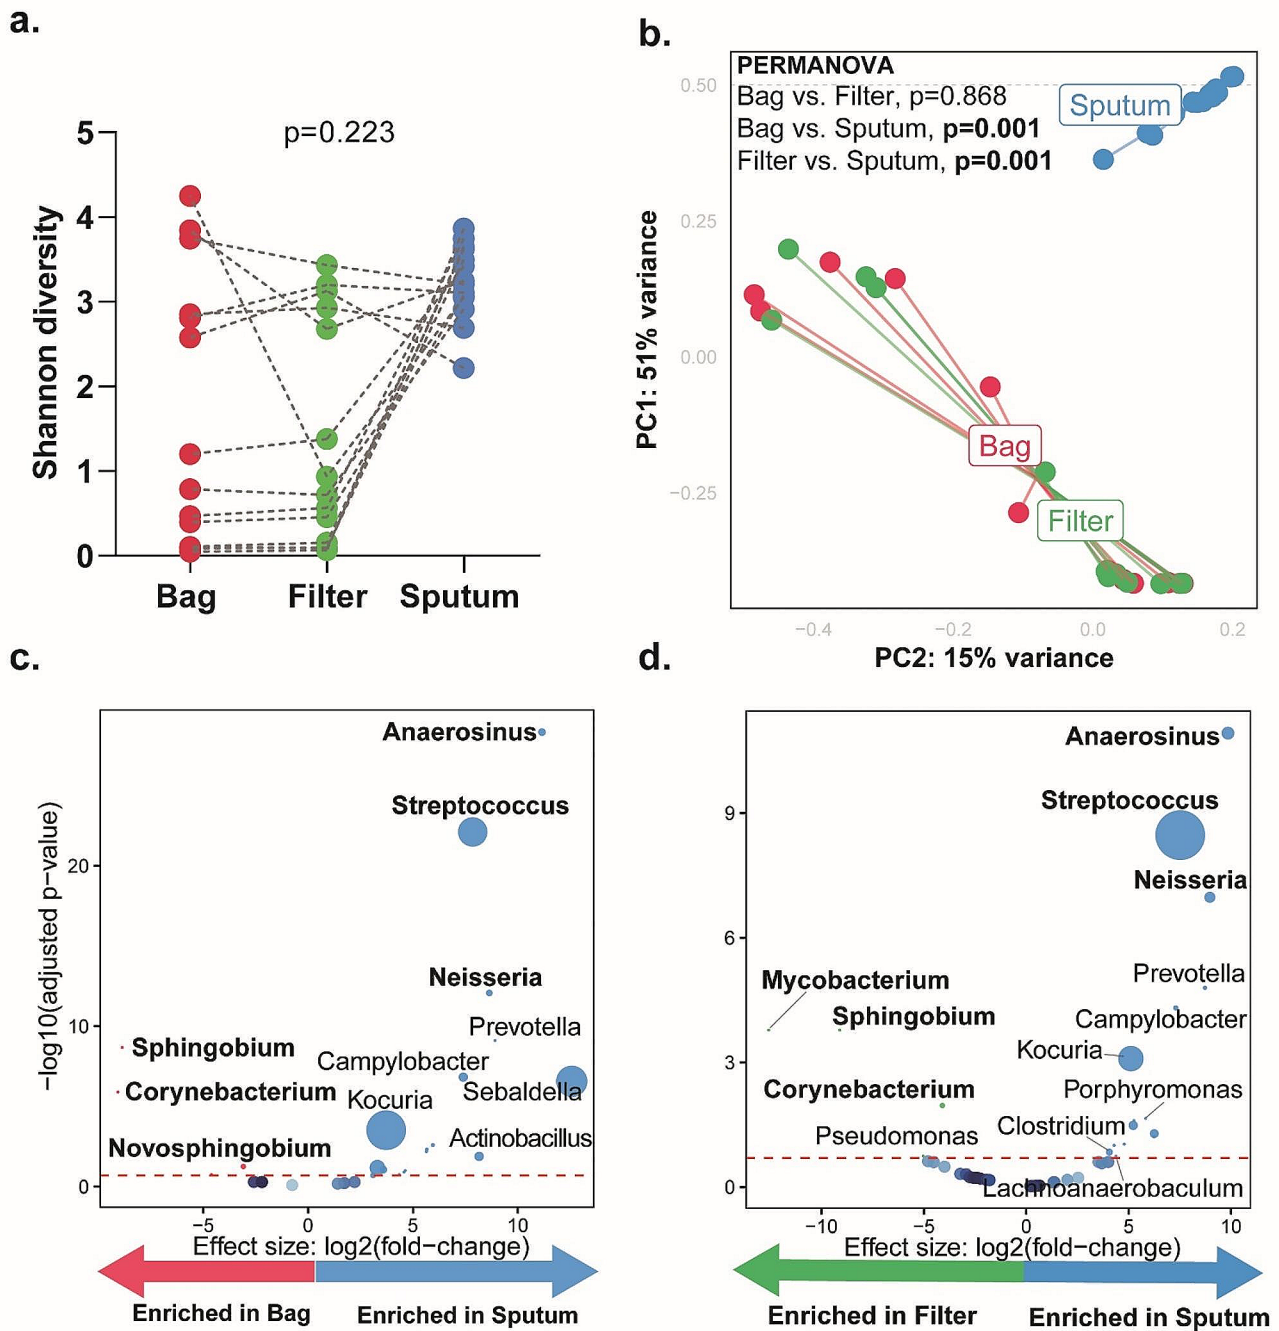 a.
p=0.223
Shannon diversity
5
4
3
2
1
0
Bag
Filter
Sputum
b.
PERMANOVA
Bag vs. Filter, p=0.868
Bag vs. Sputum, p=0.001
Filter vs. Sputum, p=0.001
Sputum
Bag
Filter
PC1: 51% variance
0.50
0.25
0.00
−0.25
−0.4
−0.2
0.0
0.2
PC2: 15% variance
c.
−log10(adjusted p−value)
20
10
0
Anaerosinus
Streptococcus
Neisseria
Prevotella
Sphingobium
Campylobacter
Corynebacterium
Sebaldella
Kocuria
Novosphingobium
Actinobacillus
−5
0
5
10
Effect size: log2(fold−change)
Enriched in Bag
Enriched in Sputum
d.
9
6
3
0
Anaerosinus
Streptococcus
Neisseria
Prevotella
Mycobacterium
Sphingobium
Campylobacter
Kocuria
Corynebacterium
Porphyromonas
Pseudomonas
Clostridium
Lachnoanaerobaculum
−10
−5
0
5
10
Effect size: log2(fold−change)
Enriched in Filter
Enriched in Sputum